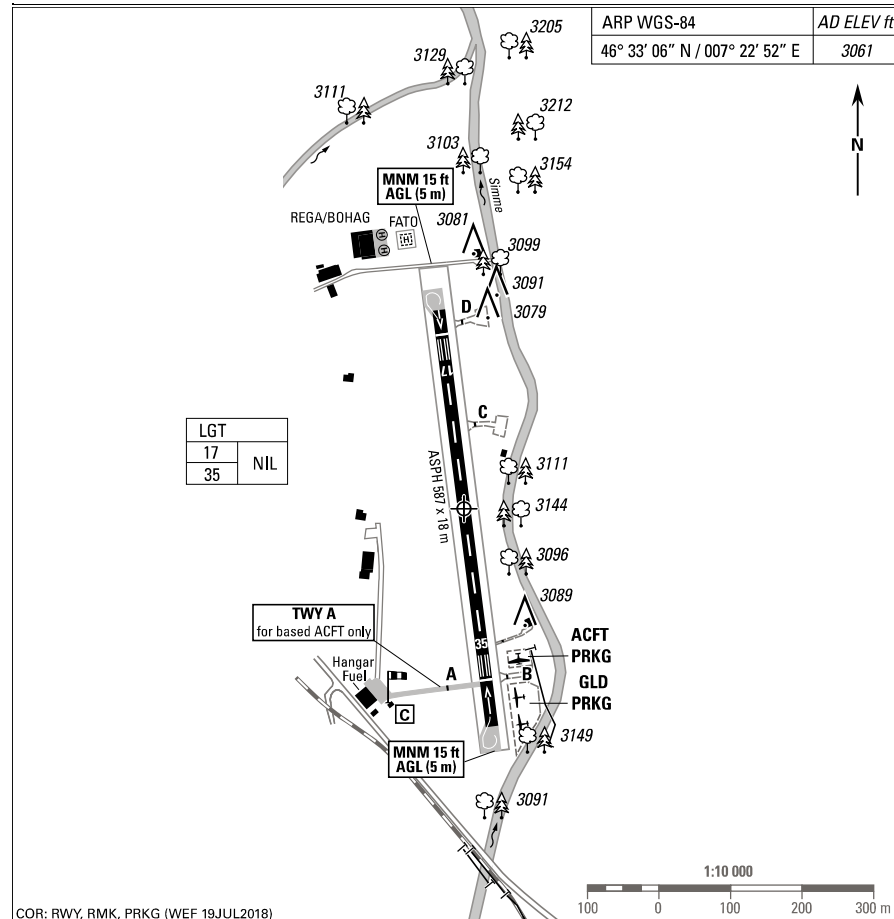 ARP WGS-84
AD ELEV ft
46° 33′ 06″ N / 007° 22′ 52″ E
3061
3205
3129
3111
3212
N
3103
3154
MNM 15 ft
AGL (5 m)
Simme
REGA/BOHAG
FATO
H
H
H
3081
3099
3091
3079
D
17
C
LGT
17
35
NIL
ASPH 587 x 18 m
3111
3144
3096
3089
TWY A
for based ACFT only
35
ACFT
PRKG
Hangar
Fuel
A
B
GLD
PRKG
C
3149
MNM 15 ft
AGL (5 m)
3091
1:10 000
100 0 100 200 300 m
COR: RWY, RMK, PRKG (WEF 19JUL2018)